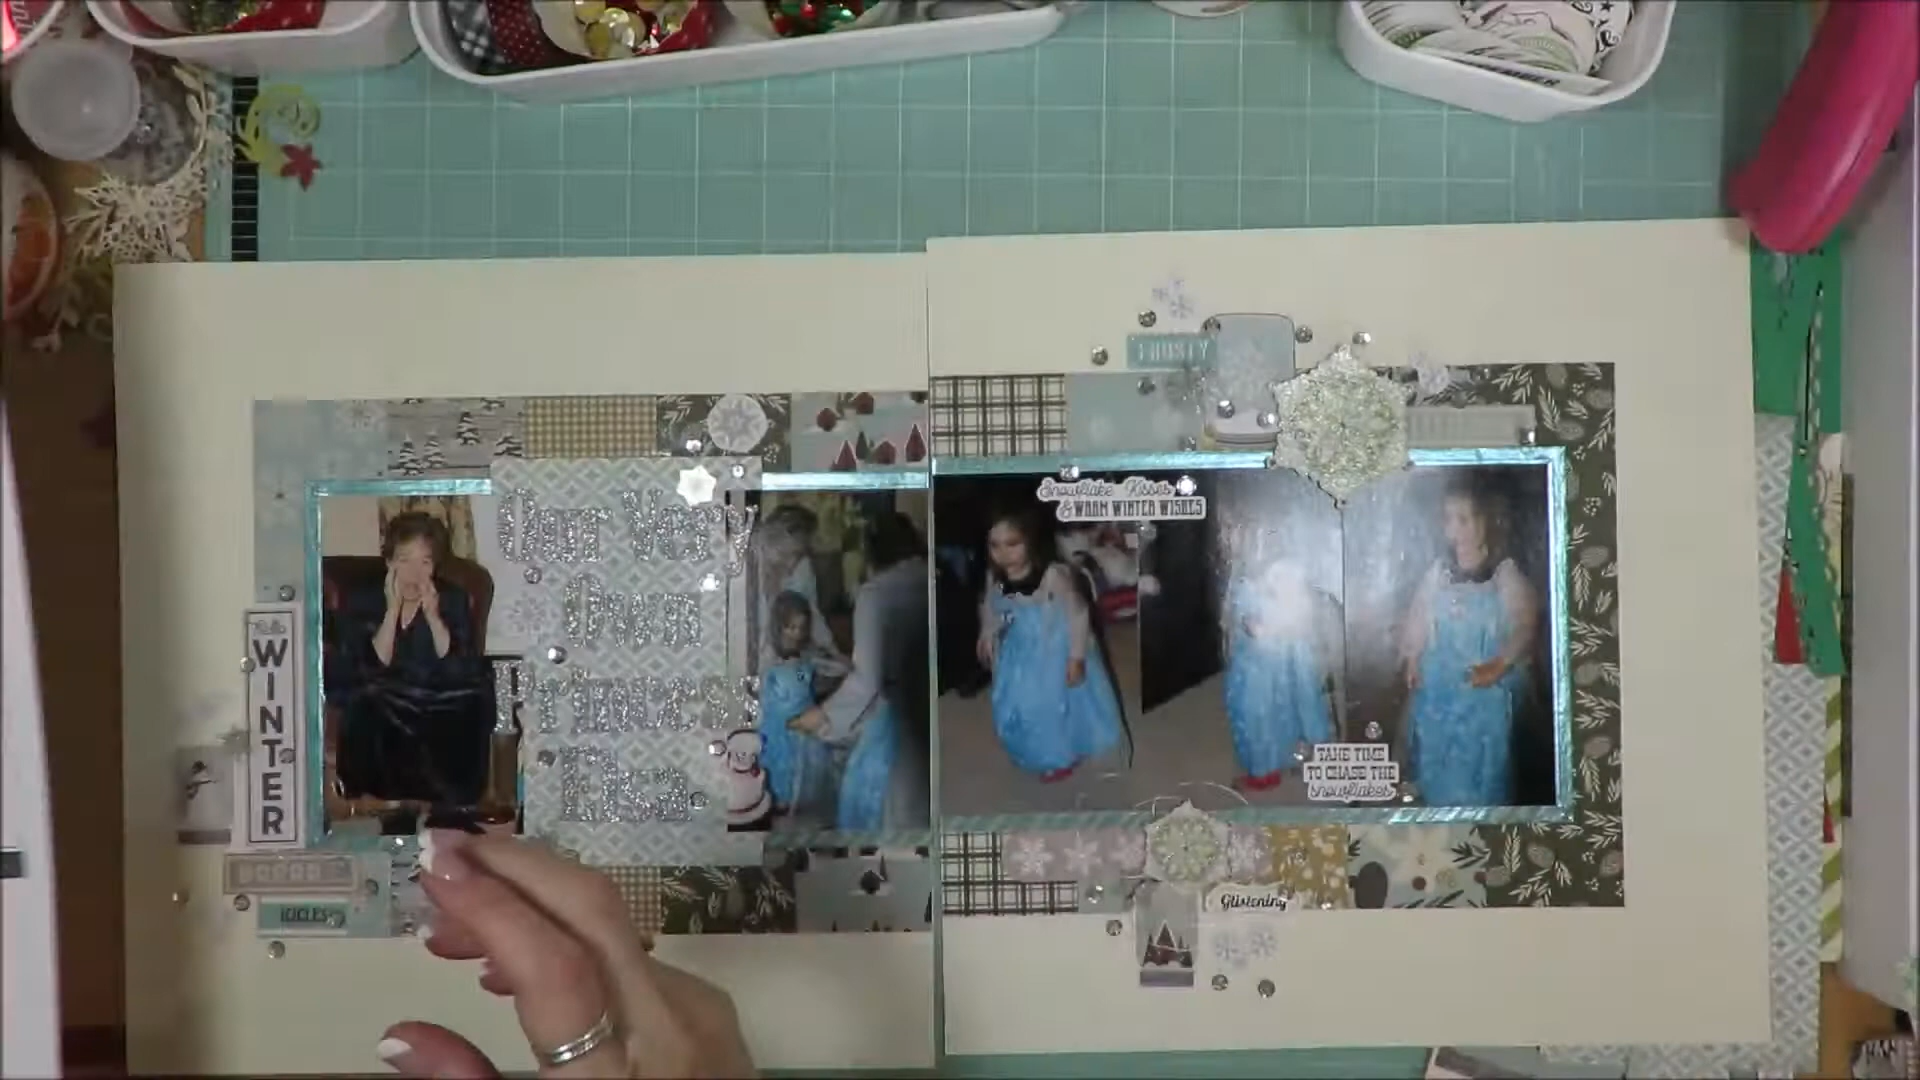 Our Very
Own
Princess
Elsa
Hello
WINTER
ICICLES
FROSTY
Snowflake Kisses
& WARM WINTER WISHES
TAKE TIME
TO CHASE THE
snowflakes
Glistening